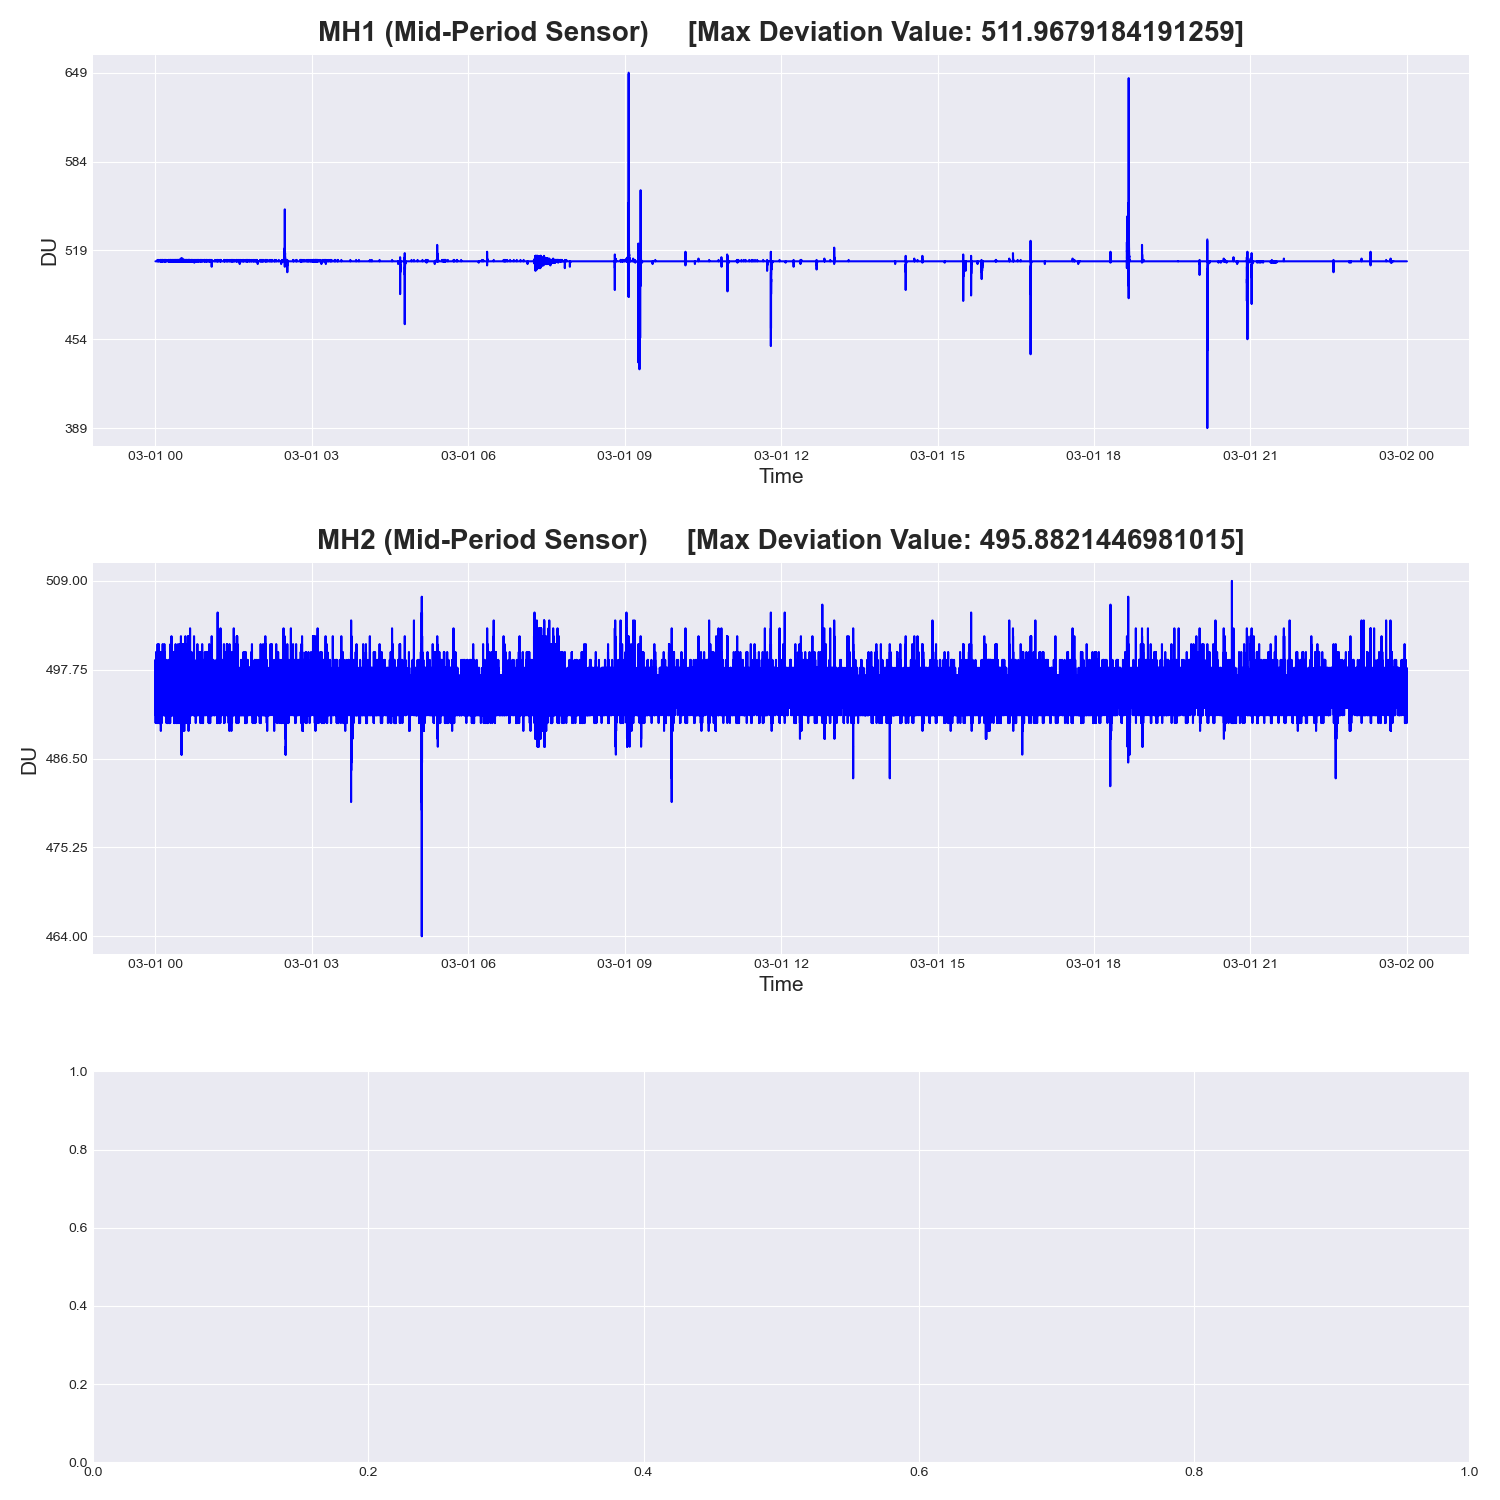 MH1 (Mid-Period Sensor) [Max Deviation Value: 511.9679184191259]
649
584
519
454
389
DU
03-01 00 03-01 03 03-01 06 03-01 09 03-01 12 03-01 15 03-01 18 03-01 21 03-02 00
Time
MH2 (Mid-Period Sensor) [Max Deviation Value: 495.8821446981015]
509.00
497.75
486.50
475.25
464.00
DU
03-01 00 03-01 03 03-01 06 03-01 09 03-01 12 03-01 15 03-01 18 03-01 21 03-02 00
Time
1.0
0.8
0.6
0.4
0.2
0.0
0.0 0.2 0.4 0.6 0.8 1.0